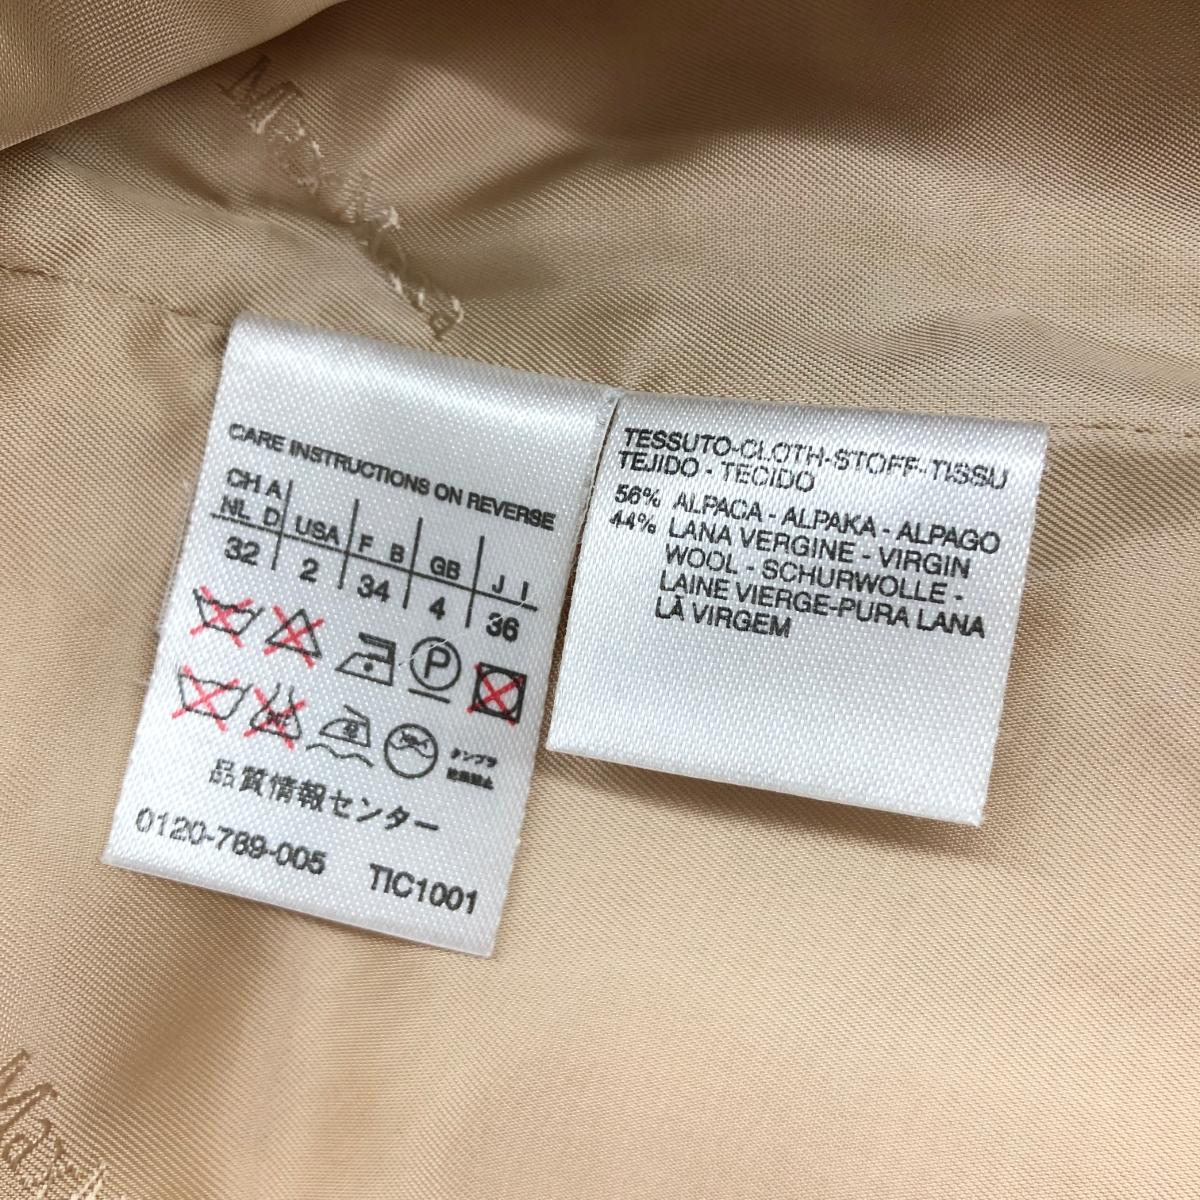 MaxMara
CARE INSTRUCTIONS ON REVERSE
CH A
NL D USA F B GB J I
32 2 34 4 36
P
品質情報センター
0120-789-005 TIC1001
TESSUTO-CLOTH-STOFF-TISSU
TEJIDO - TECIDO
56% ALPACA - ALPAKA - ALPAGO
44% LANA VERGINE - VIRGIN
WOOL - SCHURWOLLE -
LAINE VIERGE-PURA LANA
LÃ VIRGEM